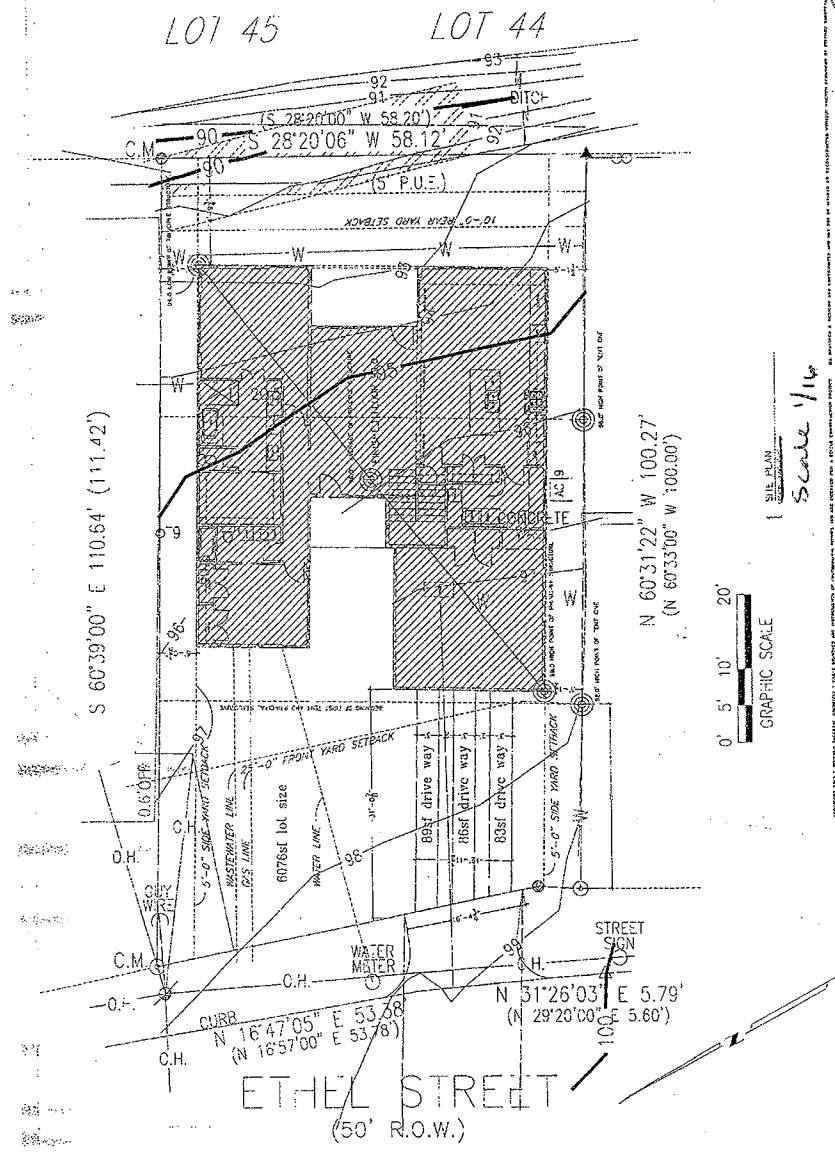 LOT 45
LOT 44
93
92
91
DITCH
(S 28°20'00" W 58.20')
91
90
S 28°20'06" W 58.12'
92
C.M.
90
(5' P.U.E.)
10'-0" REAR YARD SETBACK
W
W
W
W
W
93
W
95
S 60°39'00" E 110.64' (111.42')
N 60°31'22" W 100.27'
(N 60°33'00" W 100.00')
1 SITE PLAN
Scale 1/16
AC
CONCRETE
W
W
96
20'
10'
5'
0'
GRAPHIC SCALE
97
25'-0" FRONT YARD SETBACK
0.6' OFF
5'-0" SIDE YARD SETBACK
WASTEWATER LINE
GAS LINE
6076sf lot size
WATER LINE
89sf drive way
86sf drive way
83sf drive way
5'-0" SIDE YARD SETBACK
W
98
O.H.
O.H.
GUY
WIRE
C.M.
WATER
METER
99
STREET
SIGN
O.H.
N 31°26'03" E 5.79'
(N 29°20'00" E 5.60')
CURB
N 16°47'05" E 53.58'
(N 16°57'00" E 53.78')
O.H.
100
ETHEL STREET
(50' R.O.W.)